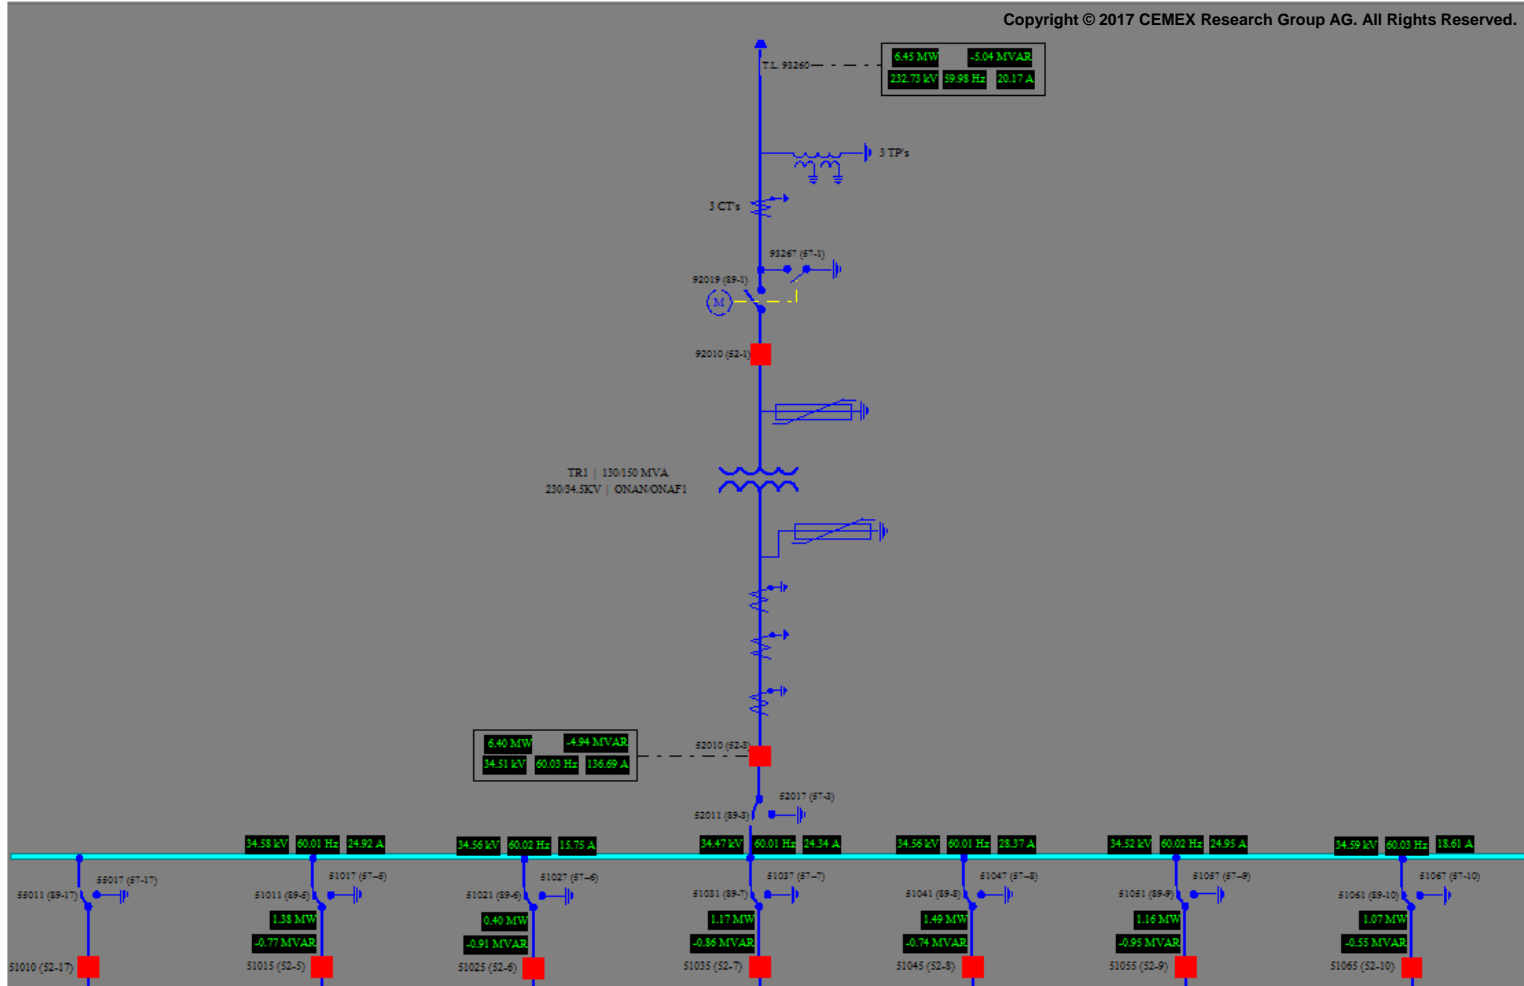 Copyright © 2017 CEMEX Research Group AG. All Rights Reserved.
T.L. 93260
6.45 MW -5.04 MVAR
232.73 kV 59.98 Hz 20.17 A
3 TP's
3 CT's
93267 (57-1)
92019 (89-1)
M
92010 (52-1)
TR1 | 130/150 MVA
230/34.5KV | ONAN/ONAF1
52010 (52-3)
6.40 MW -4.94 MVAR
34.51 kV 60.03 Hz 136.69 A
52017 (57-3)
52011 (89-3)
34.58 kV 60.01 Hz 24.92 A
34.56 kV 60.02 Hz 15.75 A
34.47 kV 60.01 Hz 24.34 A
34.56 kV 60.01 Hz 28.37 A
34.52 kV 60.02 Hz 24.95 A
34.59 kV 60.03 Hz 18.61 A
55017 (57-17)
51017 (57-5)
51027 (57-6)
51037 (57-7)
51047 (57-8)
51057 (57-9)
51067 (57-10)
55011 (89-17)
51011 (89-5)
51021 (89-6)
51031 (89-7)
51041 (89-8)
51051 (89-9)
51061 (89-10)
1.38 MW
0.40 MW
1.17 MW
1.49 MW
1.16 MW
1.07 MW
-0.77 MVAR
-0.91 MVAR
-0.86 MVAR
-0.74 MVAR
-0.95 MVAR
-0.55 MVAR
51010 (52-17)
51015 (52-5)
51025 (52-6)
51035 (52-7)
51045 (52-8)
51055 (52-9)
51065 (52-10)